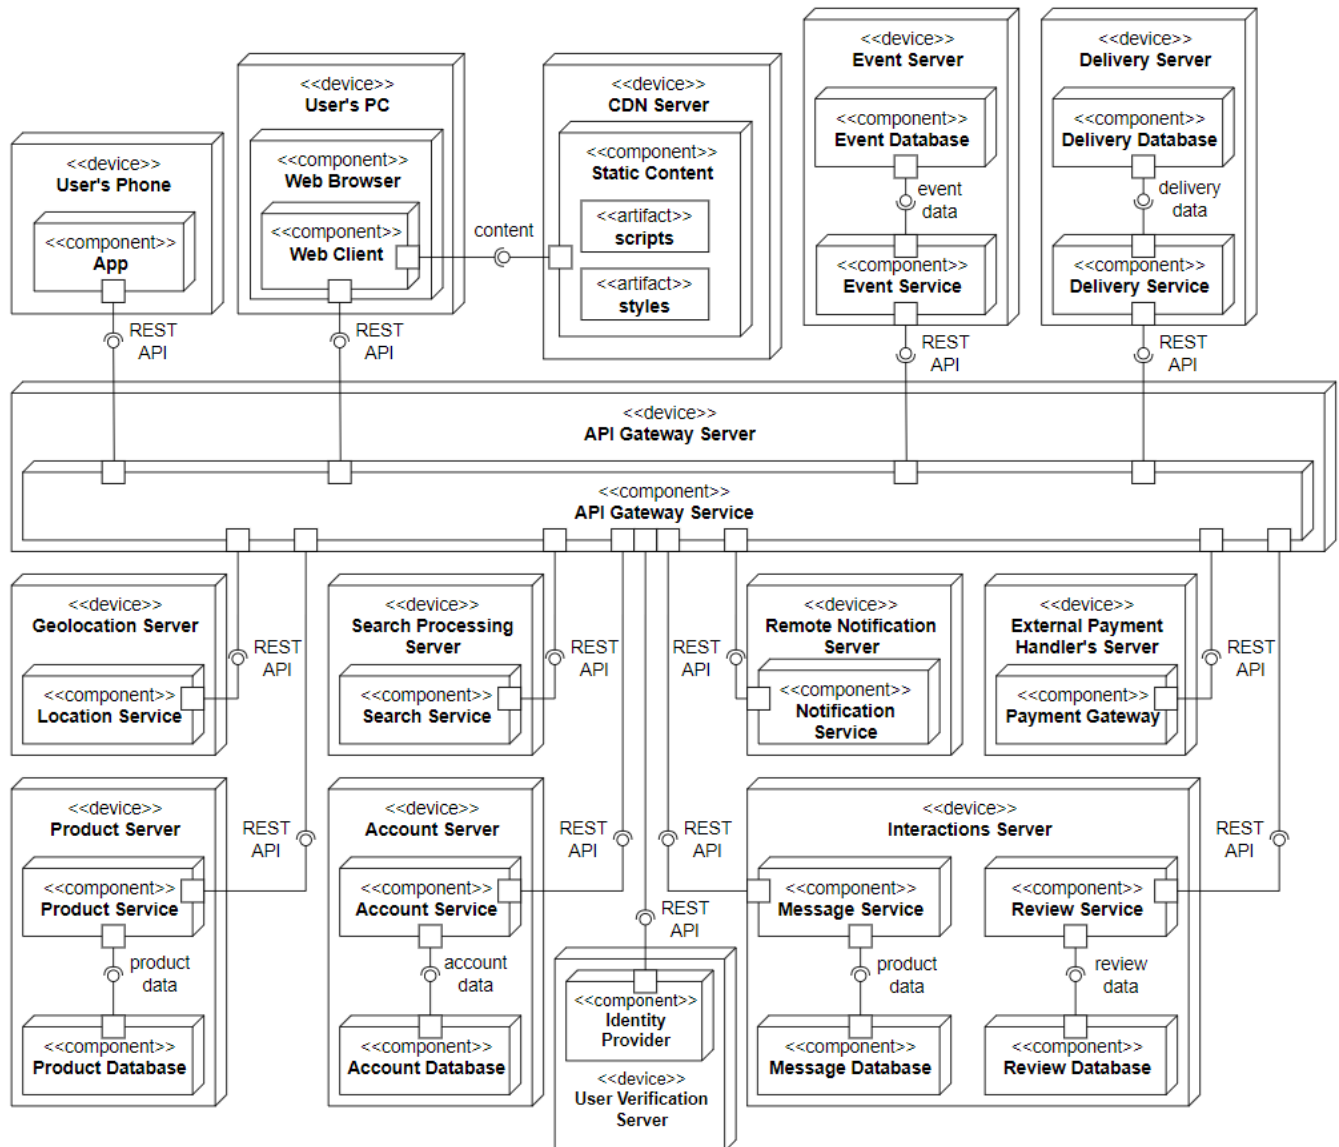 <<device>>
User's Phone
<<component>>
App
REST
API
<<device>>
User's PC
<<component>>
Web Browser
<<component>>
Web Client
REST
API
content
<<device>>
CDN Server
<<component>>
Static Content
<<artifact>>
scripts
<<artifact>>
styles
<<device>>
Event Server
<<component>>
Event Database
event
data
<<component>>
Event Service
REST
API
<<device>>
Delivery Server
<<component>>
Delivery Database
delivery
data
<<component>>
Delivery Service
REST
API
<<device>>
API Gateway Server
<<component>>
API Gateway Service
<<device>>
Geolocation Server
<<component>>
Location Service
REST
API
<<device>>
Search Processing
Server
<<component>>
Search Service
REST
API
<<device>>
Remote Notification
Server
<<component>>
Notification
Service
REST
API
<<device>>
External Payment
Handler's Server
<<component>>
Payment Gateway
REST
API
<<device>>
Product Server
<<component>>
Product Service
product
data
<<component>>
Product Database
REST
API
<<device>>
Account Server
<<component>>
Account Service
account
data
<<component>>
Account Database
REST
API
REST
API
<<component>>
Identity
Provider
<<device>>
User Verification
Server
REST
API
<<device>>
Interactions Server
<<component>>
Message Service
product
data
<<component>>
Message Database
<<component>>
Review Service
review
data
<<component>>
Review Database
REST
API